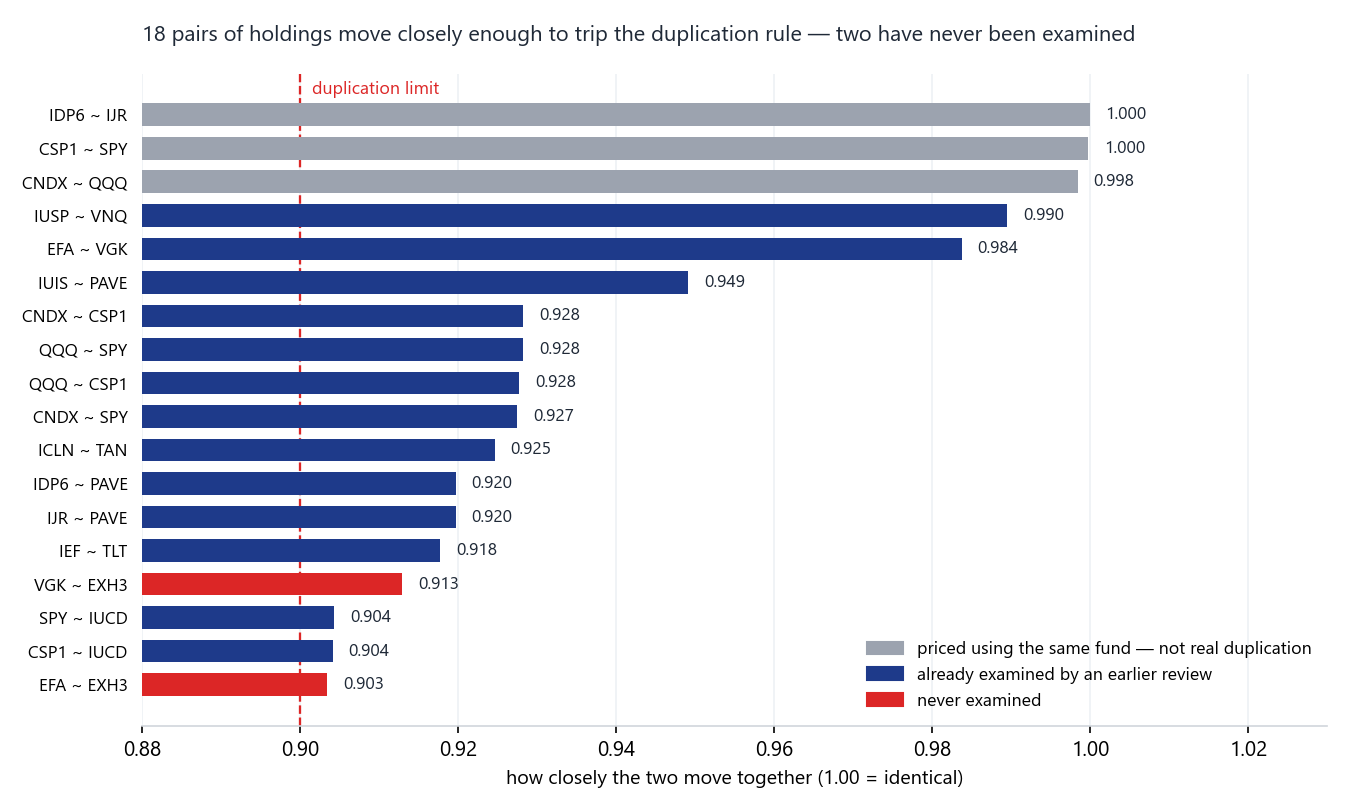 18 pairs of holdings move closely enough to trip the duplication rule — two have never been examined
duplication limit
IDP6 ~ IJR 1.000
CSP1 ~ SPY 1.000
CNDX ~ QQQ 0.998
IUSP ~ VNQ 0.990
EFA ~ VGK 0.984
IUIS ~ PAVE 0.949
CNDX ~ CSP1 0.928
QQQ ~ SPY 0.928
QQQ ~ CSP1 0.928
CNDX ~ SPY 0.927
ICLN ~ TAN 0.925
IDP6 ~ PAVE 0.920
IJR ~ PAVE 0.920
IEF ~ TLT 0.918
VGK ~ EXH3 0.913
SPY ~ IUCD 0.904
CSP1 ~ IUCD 0.904
EFA ~ EXH3 0.903
priced using the same fund — not real duplication
already examined by an earlier review
never examined
0.88 0.90 0.92 0.94 0.96 0.98 1.00 1.02
how closely the two move together (1.00 = identical)